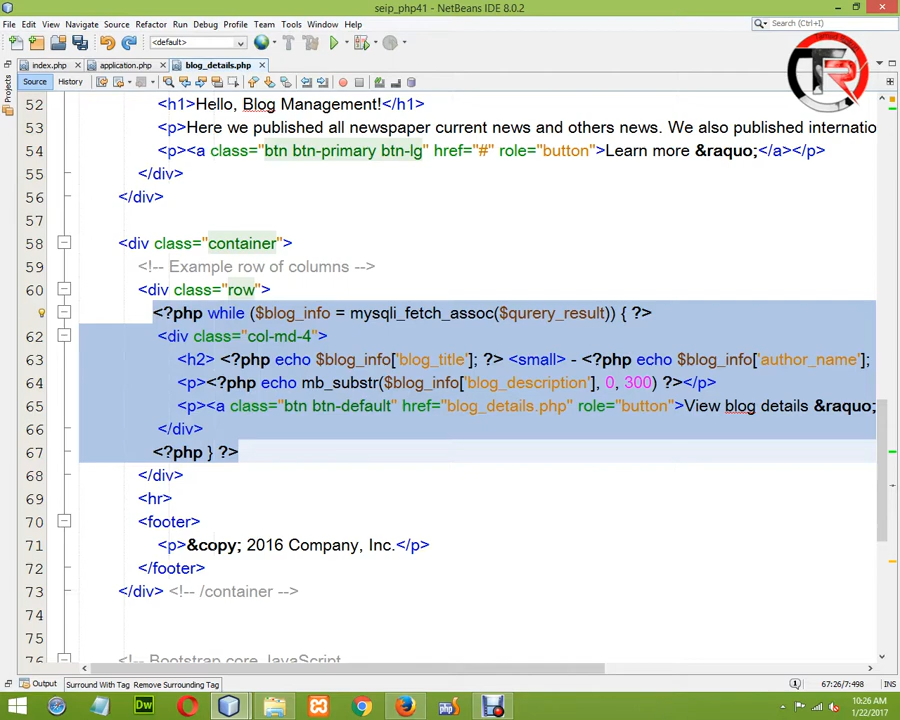 seip_php41 - NetBeans IDE 8.0.2
File Edit View Navigate Source Refactor Run Debug Profile Team Tools Window Help
Search (Ctrl+I)
<default>
index.php application.php blog_details.php
Source History
Projects
52 <h1>Hello, Blog Management!</h1>
53 <p>Here we published all newspaper current news and others news. We also published internatio
54 <p><a class="btn btn-primary btn-lg" href="#" role="button">Learn more &raquo;</a></p>
55 </div>
56 </div>
57
58 <div class="container">
59 <!-- Example row of columns -->
60 <div class="row">
<?php while ($blog_info = mysqli_fetch_assoc($qurery_result)) { ?>
62 <div class="col-md-4">
63 <h2> <?php echo $blog_info['blog_title']; ?> <small> - <?php echo $blog_info['author_name'];
64 <p><?php echo mb_substr($blog_info['blog_description'], 0, 300) ?></p>
65 <p><a class="btn btn-default" href="blog_details.php" role="button">View blog details &raquo;
66 </div>
67 <?php } ?>
68 </div>
69 <hr>
70 <footer>
71 <p>&copy; 2016 Company, Inc.</p>
72 </footer>
73 </div> <!-- /container -->
74
75
76 <!-- Bootstrap core JavaScript
Output Surround With Tag Remove Surrounding Tag
67:26/7:498 INS
10:26 AM
1/22/2017